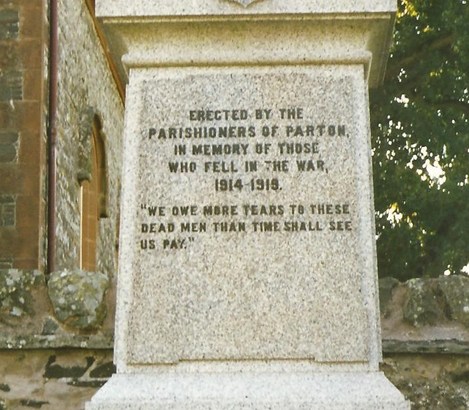 ERECTED BY THE
PARISHIONERS OF PARTON,
IN MEMORY OF THOSE
WHO FELL IN THE WAR,
1914-1919.
"WE OWE MORE TEARS TO THESE
DEAD MEN THAN TIME SHALL SEE
US PAY."